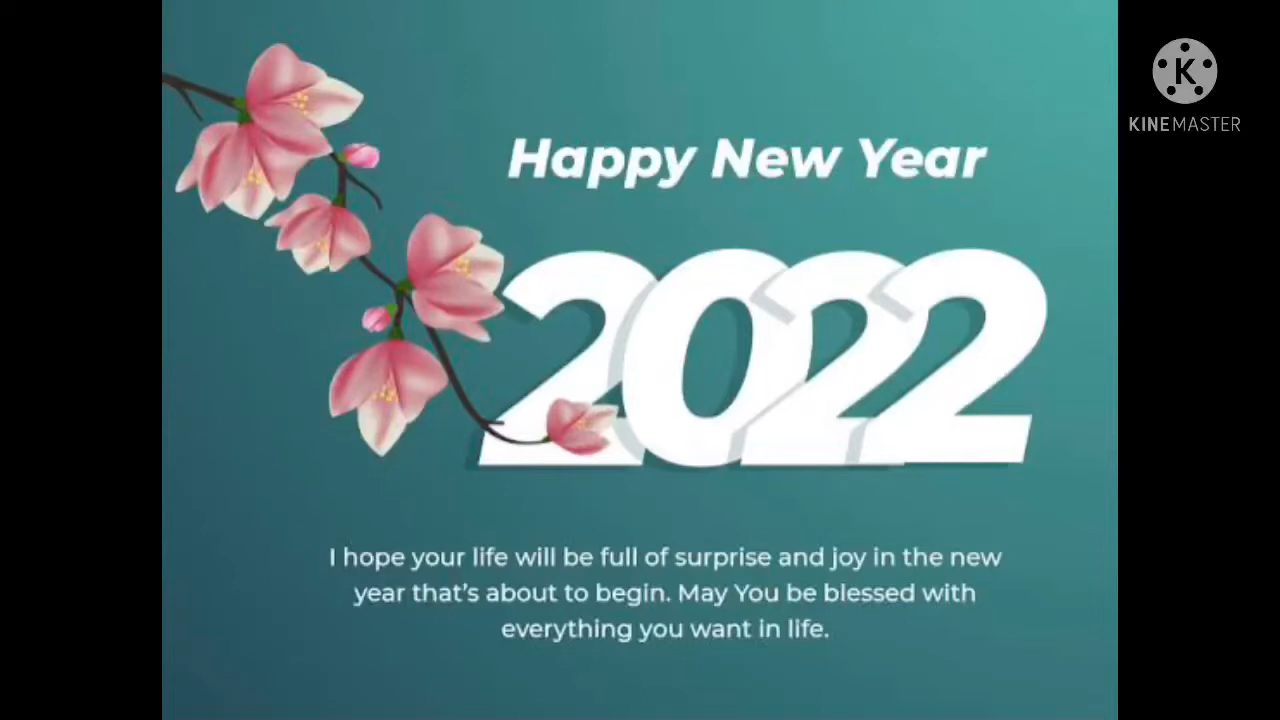 K
KINEMASTER
Happy New Year
2022
I hope your life will be full of surprise and joy in the new
year that's about to begin. May You be blessed with
everything you want in life.